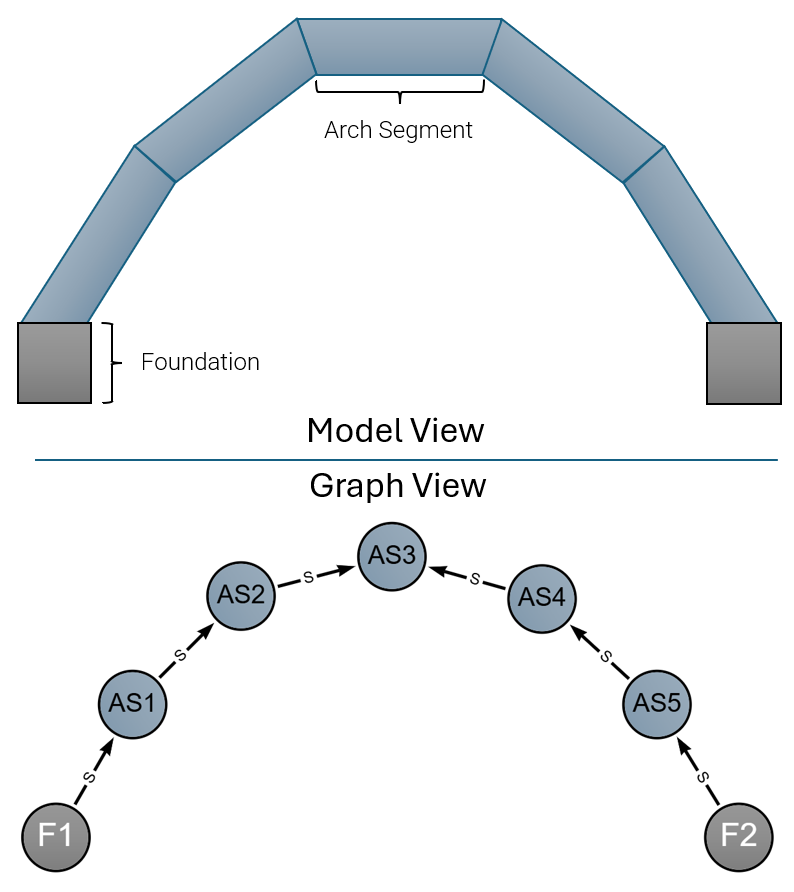 Arch Segment
Foundation
Model View
Graph View
AS3
s
s
AS2
AS4
s
s
AS1
AS5
s
s
F1
F2